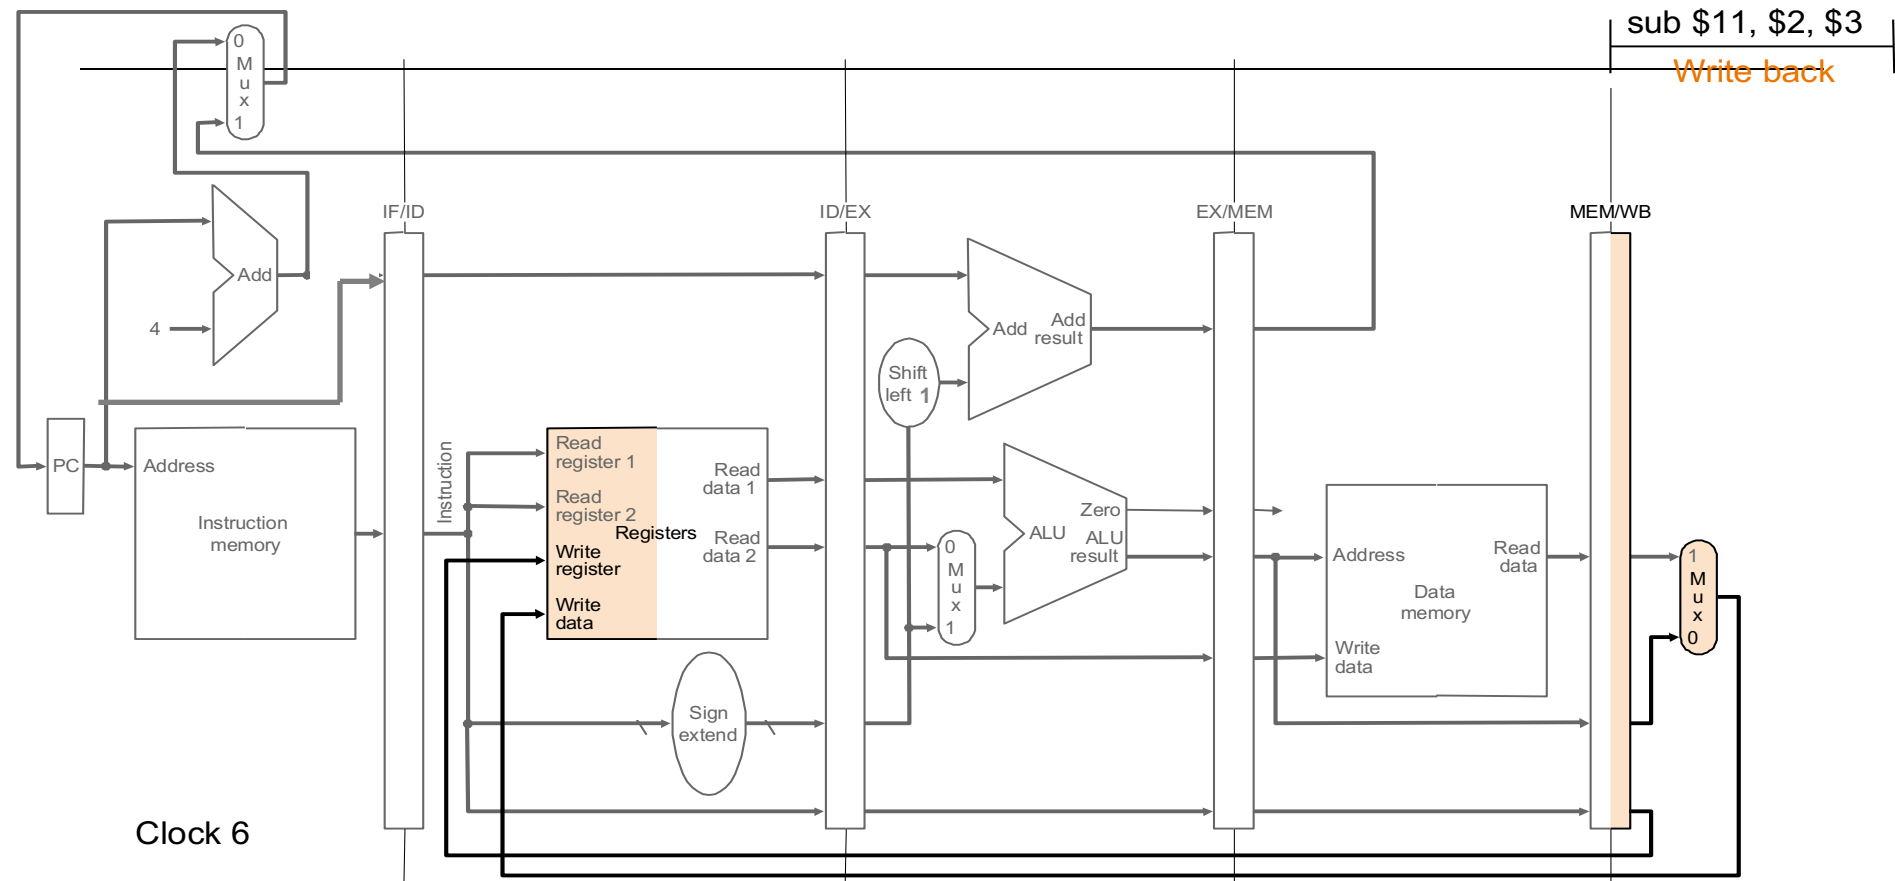 sub $11, $2, $3
Write back
0
M
u
x
1
IF/ID
ID/EX
EX/MEM
MEM/WB
Add
4
Add
Add
result
Shift
left 1
PC
Address
Instruction
memory
Instruction
Read
register 1
Read
register 2
Registers
Write
register
Write
data
Read
data 1
Read
data 2
0
M
u
x
1
Zero
ALU
ALU
result
Address
Read
data
Data
memory
Write
data
1
M
u
x
0
Sign
extend
Clock 6